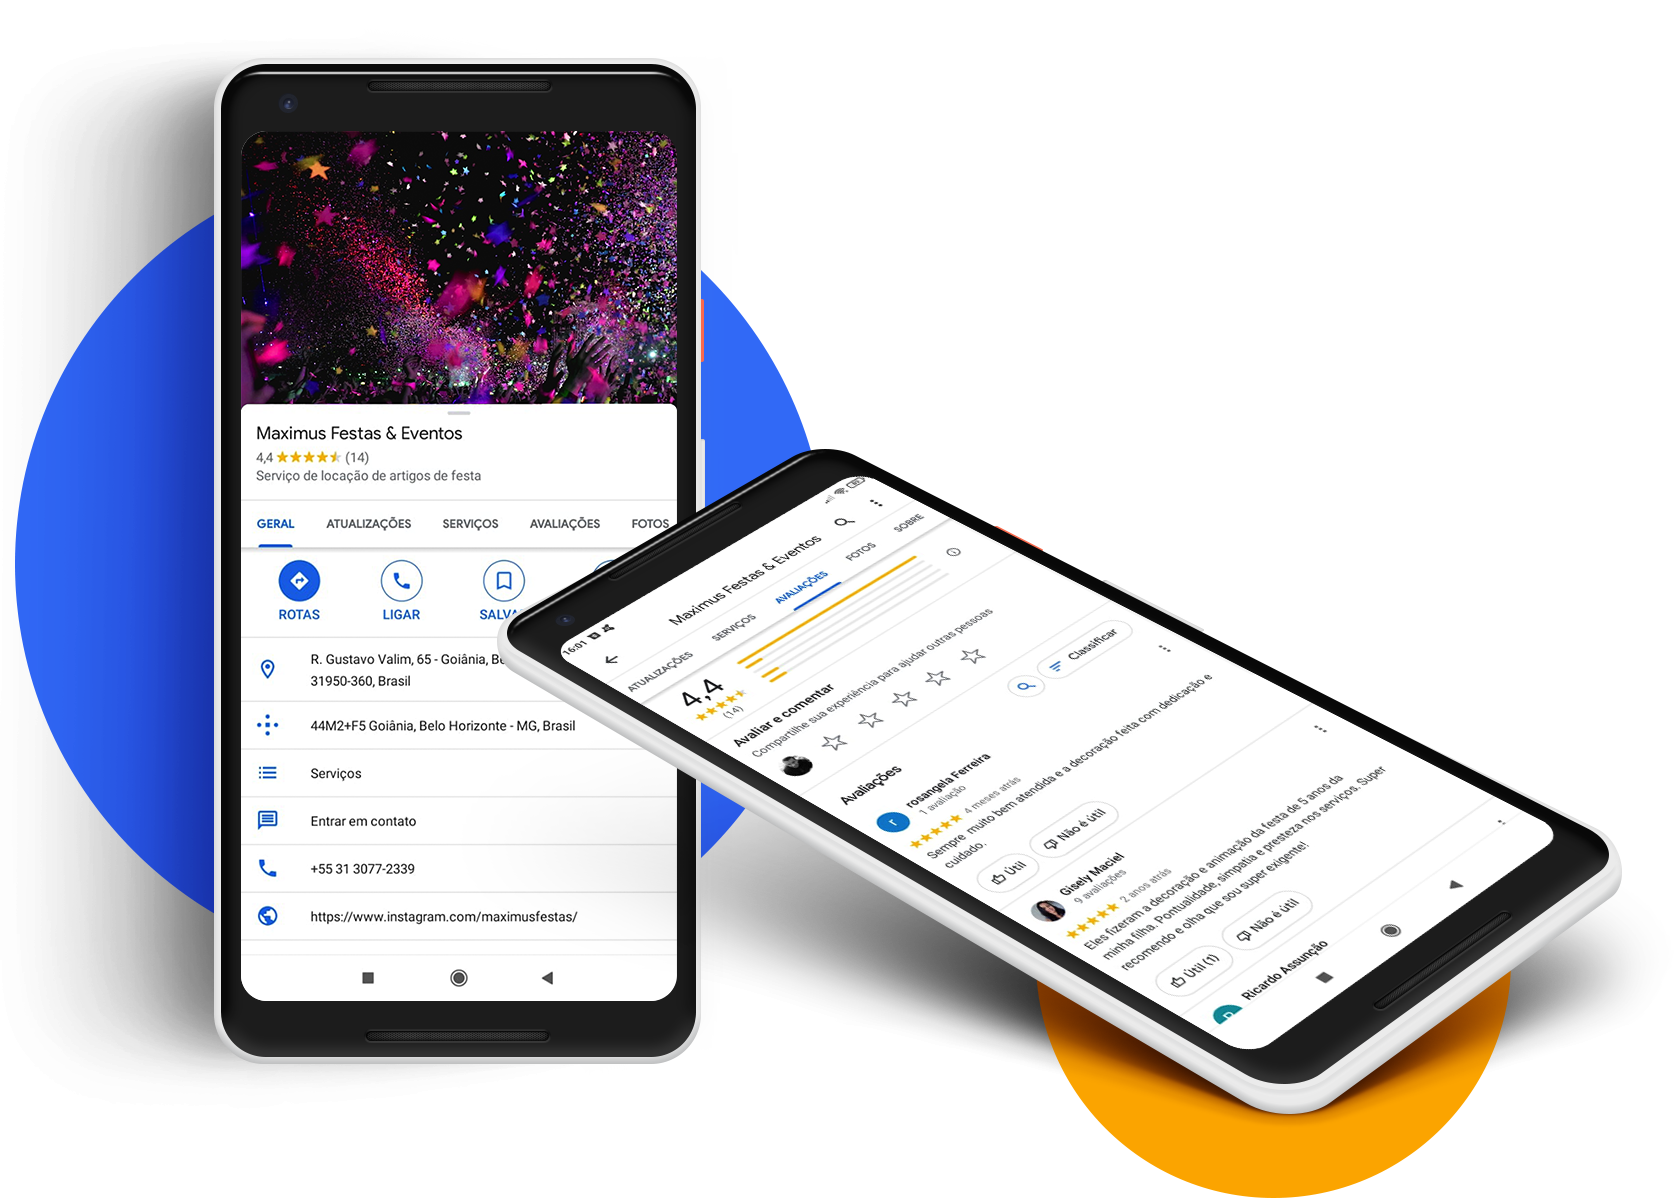 Maximus Festas & Eventos
4,4 (14)
Serviço de locação de artigos de festa
GERAL ATUALIZAÇÕES SERVIÇOS AVALIAÇÕES FOTOS
ROTAS LIGAR SALVA
R. Gustavo Valim, 65 - Goiânia, Be
31950-360, Brasil
44M2+F5 Goiânia, Belo Horizonte - MG, Brasil
Serviços
Entrar em contato
+55 31 3077-2339
https://www.instagram.com/maximusfestas/
16:01
Maximus Festas & Eventos
ATUALIZAÇÕES SERVIÇOS AVALIAÇÕES FOTOS SOBRE
4,4
(14)
Avaliar e comentar
Compartilhe sua experiência para ajudar outras pessoas
Avaliações
Classificar
r
rosangela Ferreira
1 avaliação
4 meses atrás
Sempre muito bem atendida e a decoração feita com dedicação e
cuidado.
Útil Não é útil
Gisely Maciel
9 avaliações
2 anos atrás
Eles fizeram a decoração e animação da festa de 5 anos da
minha filha. Pontualidade, simpatia e presteza nos serviços. Super
recomendo e olha que sou super exigente!
Útil (1) Não é útil
Ricardo Assunção